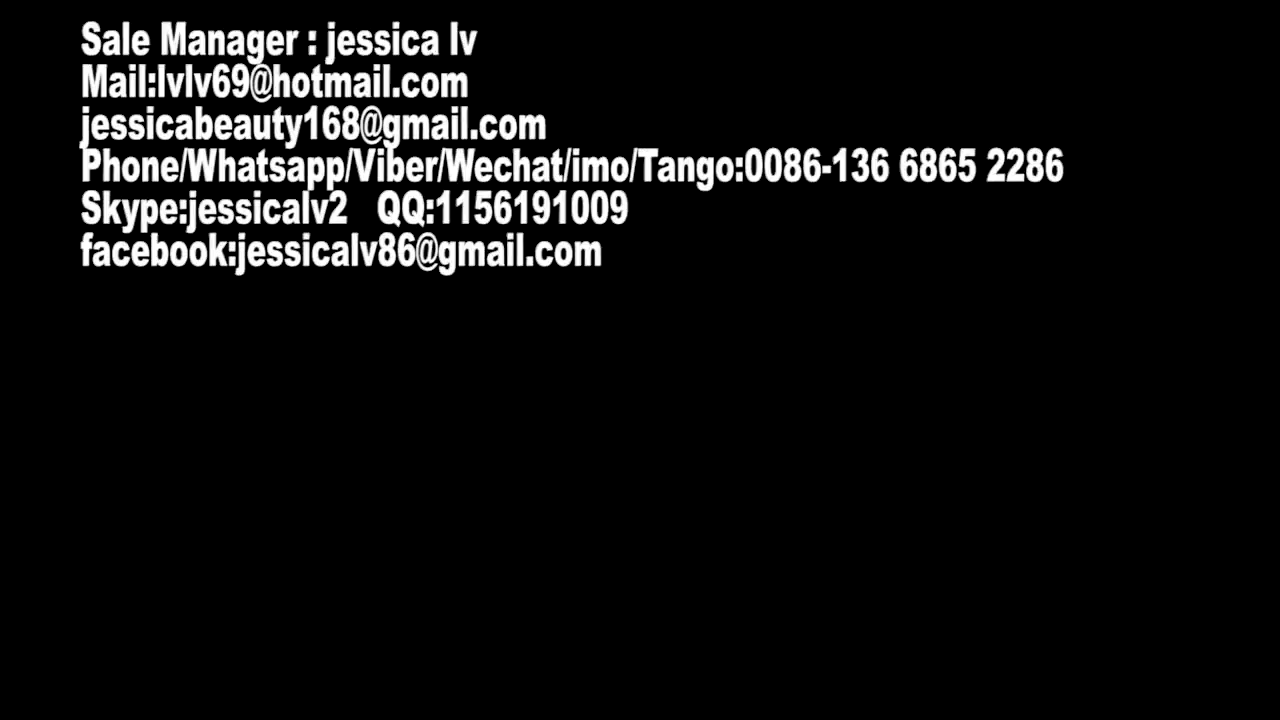 Sale Manager : jessica lv
Mail:lvlv69@hotmail.com
jessicabeauty168@gmail.com
Phone/Whatsapp/Viber/Wechat/imo/Tango:0086-136 6865 2286
Skype:jessicalv2   QQ:1156191009
facebook:jessicalv86@gmail.com